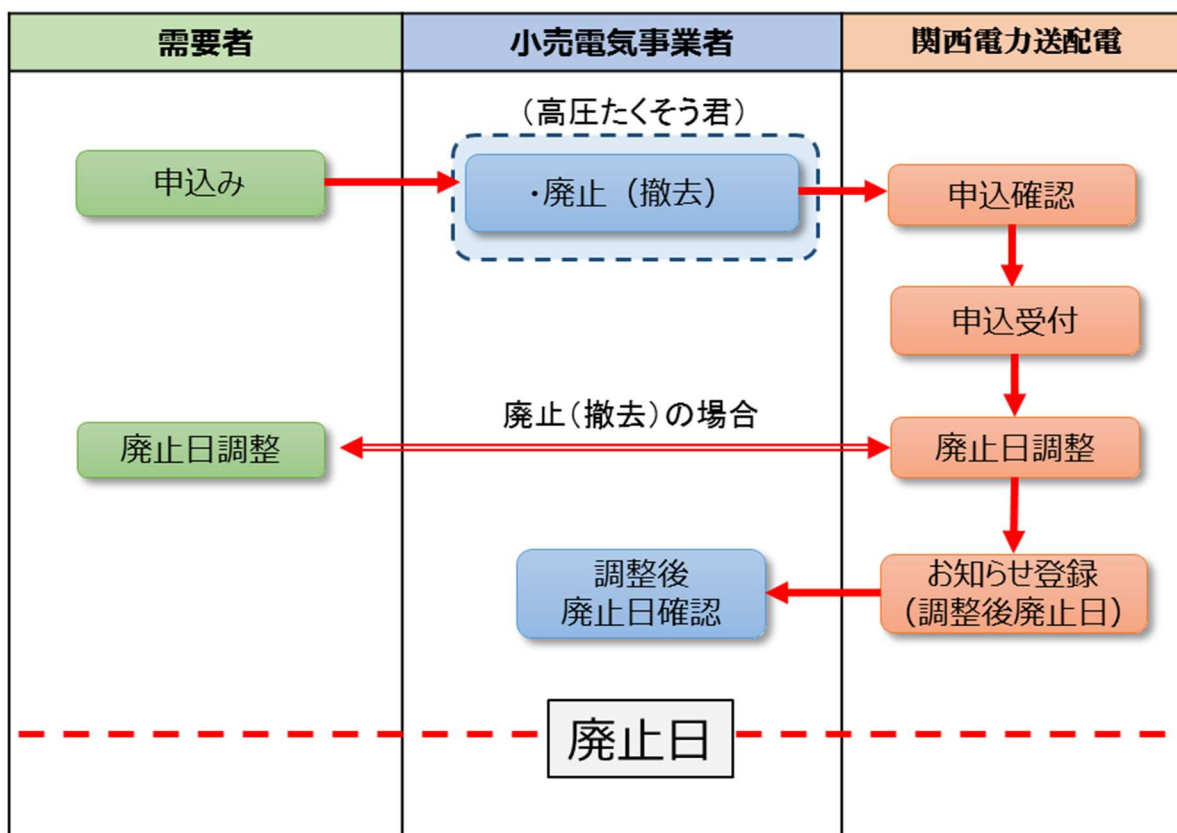 需要者
小売電気事業者
関西電力送配電
（高圧たくそう君）
申込み
・廃止（撤去）
申込確認
申込受付
廃止（撤去）の場合
廃止日調整
廃止日調整
調整後
廃止日確認
お知らせ登録
（調整後廃止日）
廃止日